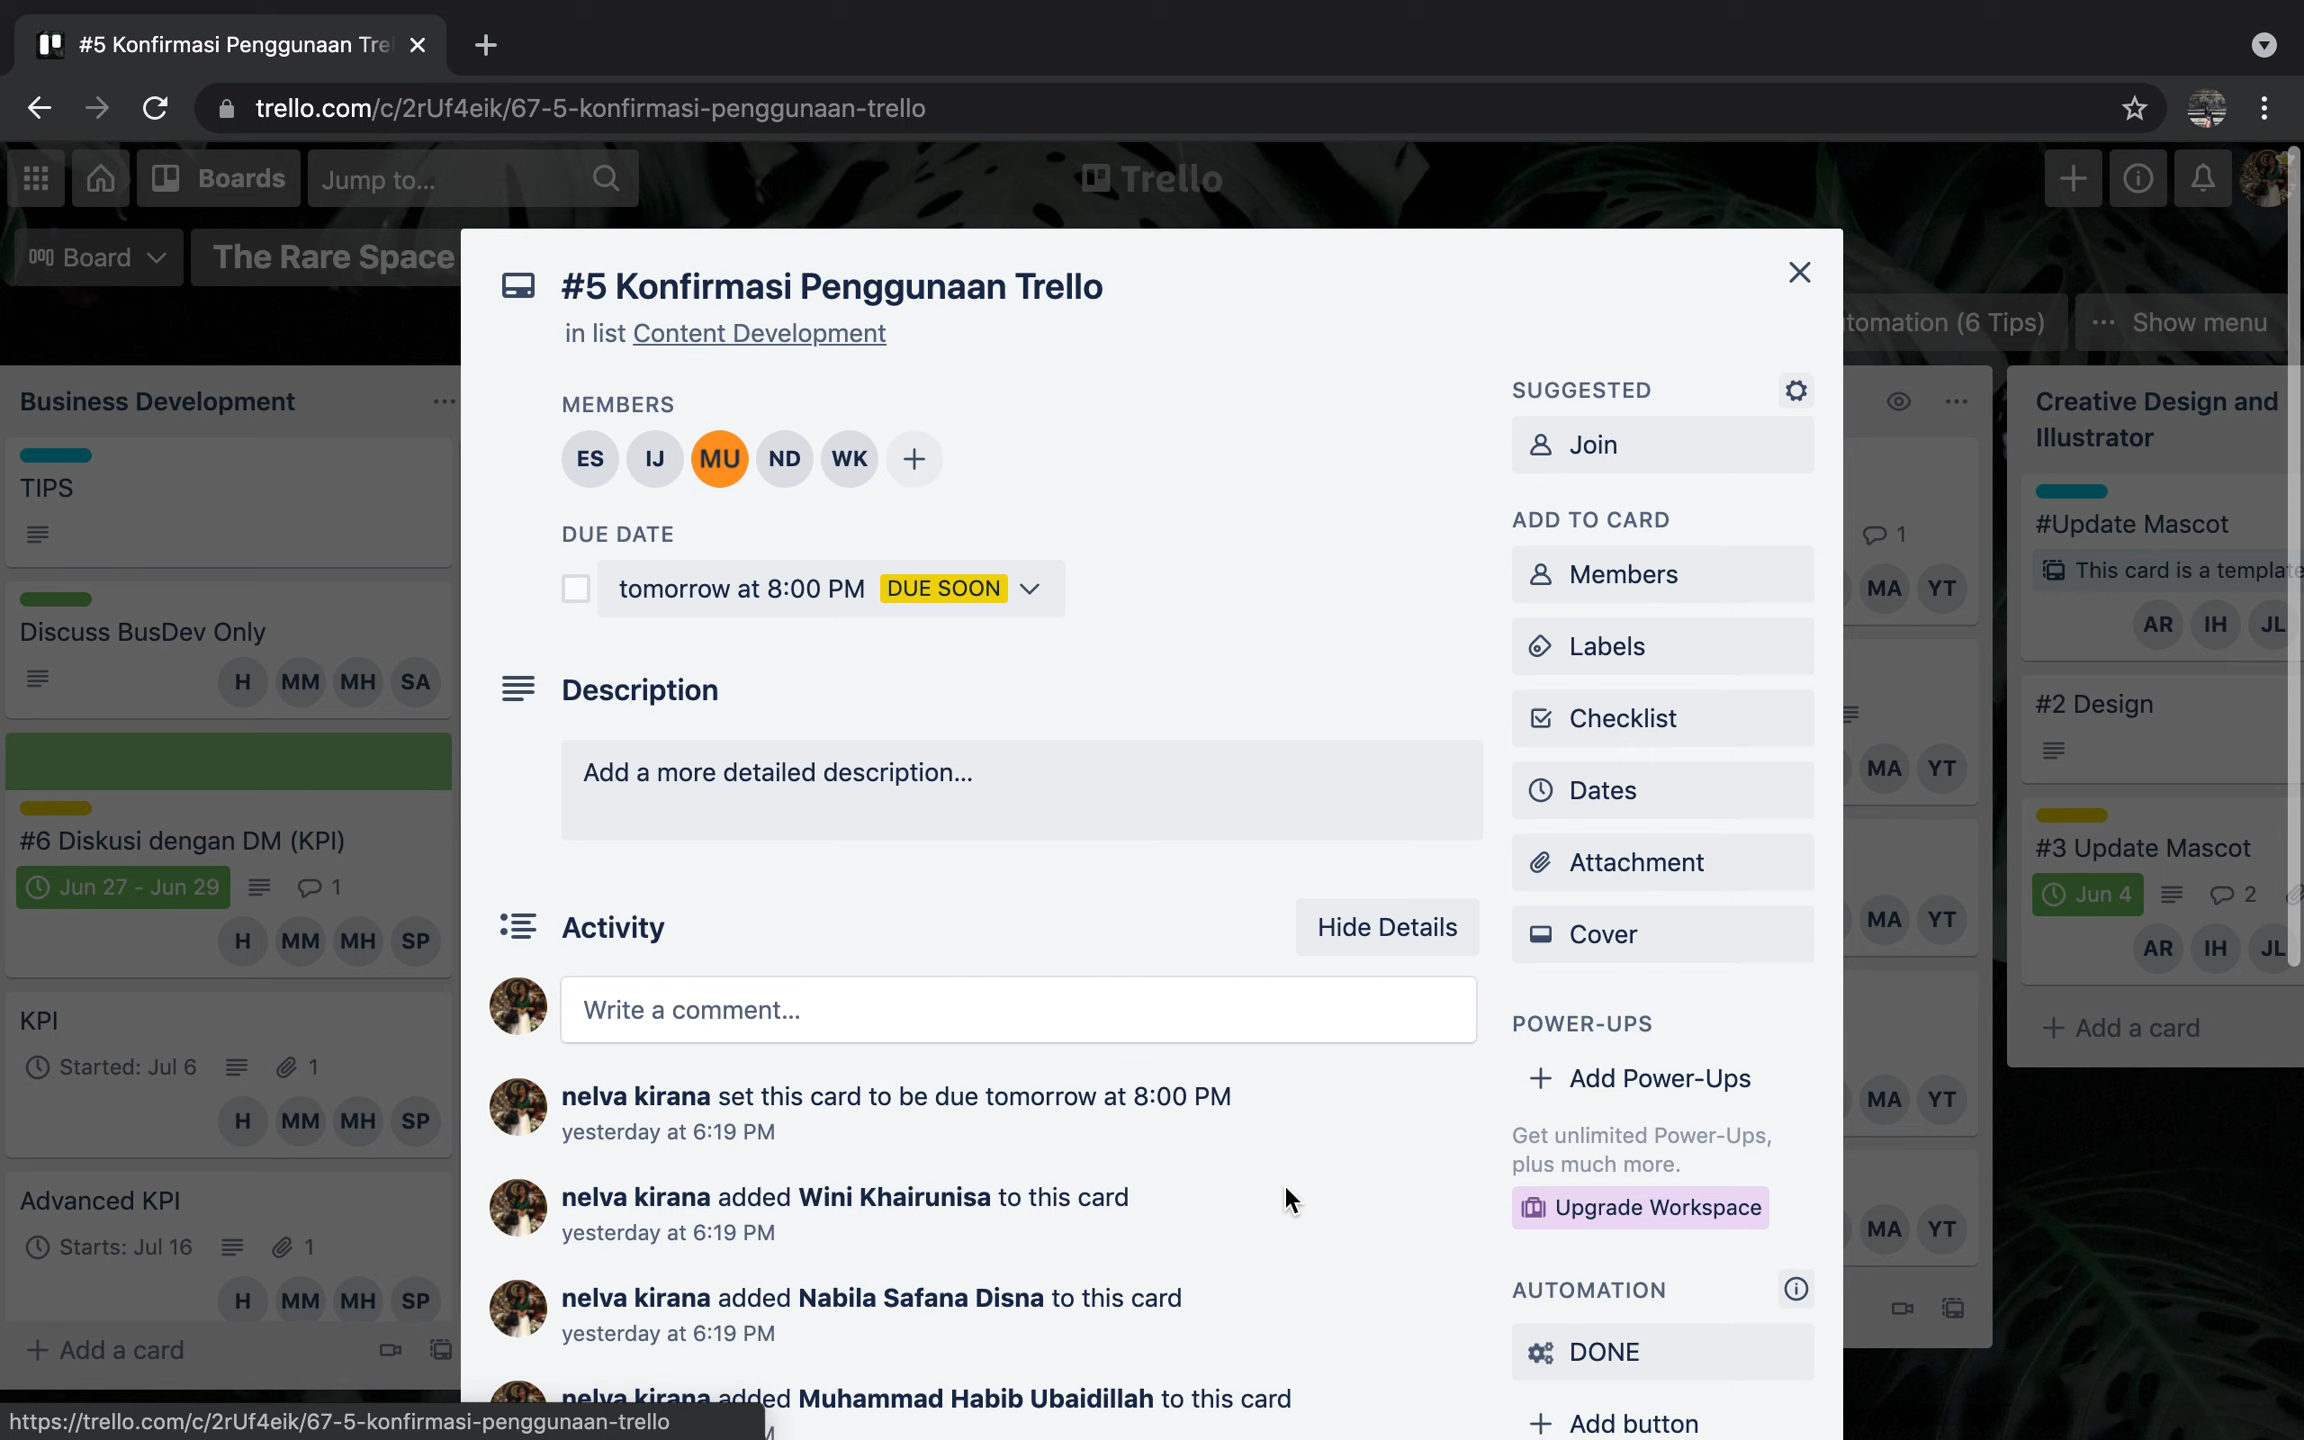 #5 Konfirmasi Penggunaan Tre
trello.com/c/2rUf4eik/67-5-konfirmasi-penggunaan-trello
Boards
Jump to...
Trello
Board
The Rare Space
Automation (6 Tips)
Show menu
Business Development
TIPS
Discuss BusDev Only
H MM MH SA
#6 Diskusi dengan DM (KPI)
Jun 27 - Jun 29 1
H MM MH SP
KPI
Started: Jul 6 1
H MM MH SP
Advanced KPI
Starts: Jul 16 1
H MM MH SP
+ Add a card
#5 Konfirmasi Penggunaan Trello
in list Content Development
MEMBERS
ES IJ MU ND WK +
DUE DATE
tomorrow at 8:00 PM DUE SOON
Description
Add a more detailed description...
Activity
Hide Details
Write a comment...
nelva kirana set this card to be due tomorrow at 8:00 PM
yesterday at 6:19 PM
nelva kirana added Wini Khairunisa to this card
yesterday at 6:19 PM
nelva kirana added Nabila Safana Disna to this card
yesterday at 6:19 PM
nelva kirana added Muhammad Habib Ubaidillah to this card
SUGGESTED
Join
ADD TO CARD
Members
Labels
Checklist
Dates
Attachment
Cover
POWER-UPS
+ Add Power-Ups
Get unlimited Power-Ups,
plus much more.
Upgrade Workspace
AUTOMATION
DONE
+ Add button
1
MA YT
MA YT
MA YT
MA YT
MA YT
Creative Design and
Illustrator
#Update Mascot
This card is a template
AR IH JL
#2 Design
#3 Update Mascot
Jun 4 2
AR IH JL
+ Add a card
https://trello.com/c/2rUf4eik/67-5-konfirmasi-penggunaan-trello